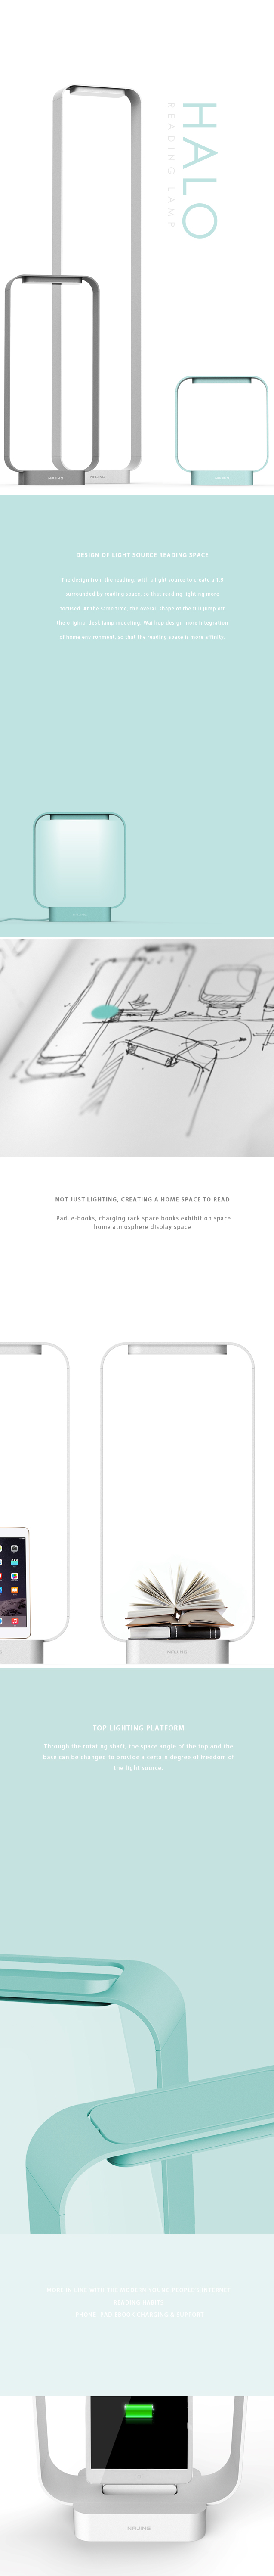 HALO
READING LAMP
DESIGN OF LIGHT SOURCE READING SPACE
The design from the reading, with a light source to create a
surrounded by reading space, so that reading lighting more
focused. At the same time, the overall shape of the full jump off
the original desk lamp modeling. War hap design more integration
of home environment, so that the reading space is more affinity.
NOT JUST LIGHTING, CREATING A HOME SPACE TO READ
iPad, e-books, charging rack space books exhibition space
home atmosphere display space
TOP LIGHTING PLATFORM
Through the rotating shaft, the space angle of the top and the
base can be changed to provide a certain degree of freedom of
the light source.
MORE IN LINE WITH THE MODERN YOUNG PEOPLE'S INTERNET
READING HABITS